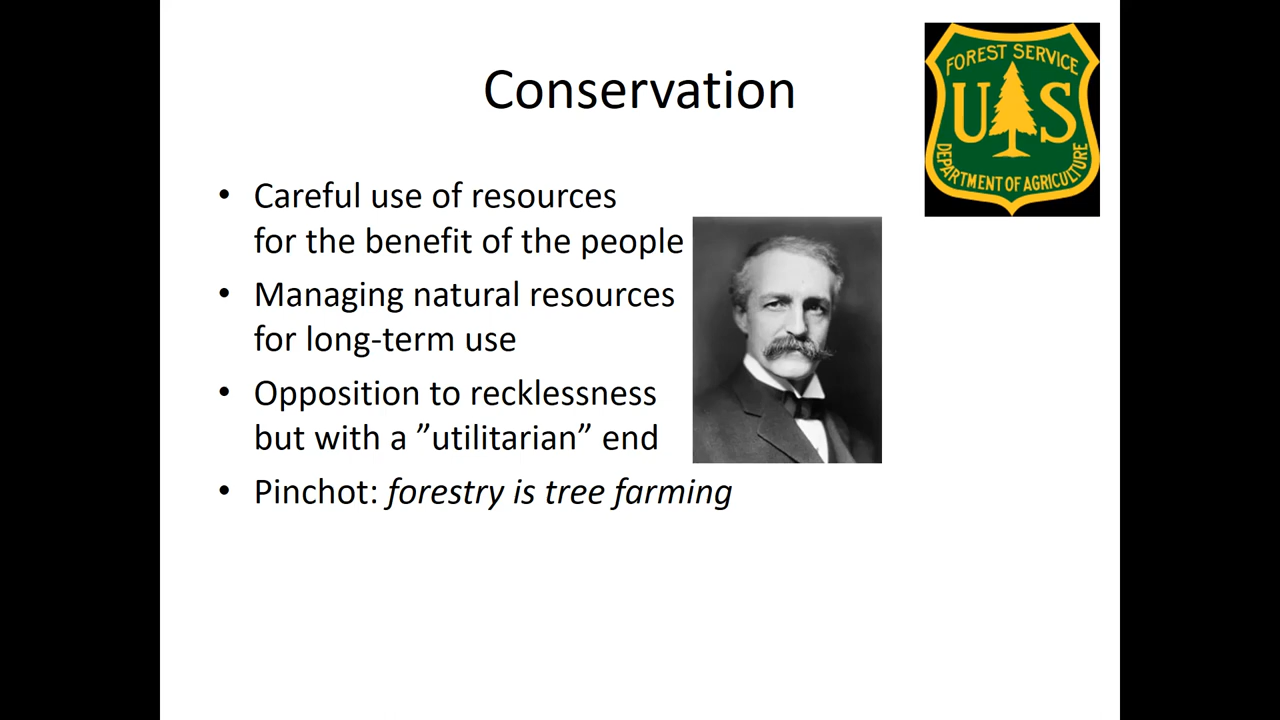 Conservation
FOREST SERVICE
U S
DEPARTMENT OF AGRICULTURE
• Careful use of resources
for the benefit of the people
• Managing natural resources
for long-term use
• Opposition to recklessness
but with a ”utilitarian” end
• Pinchot: forestry is tree farming